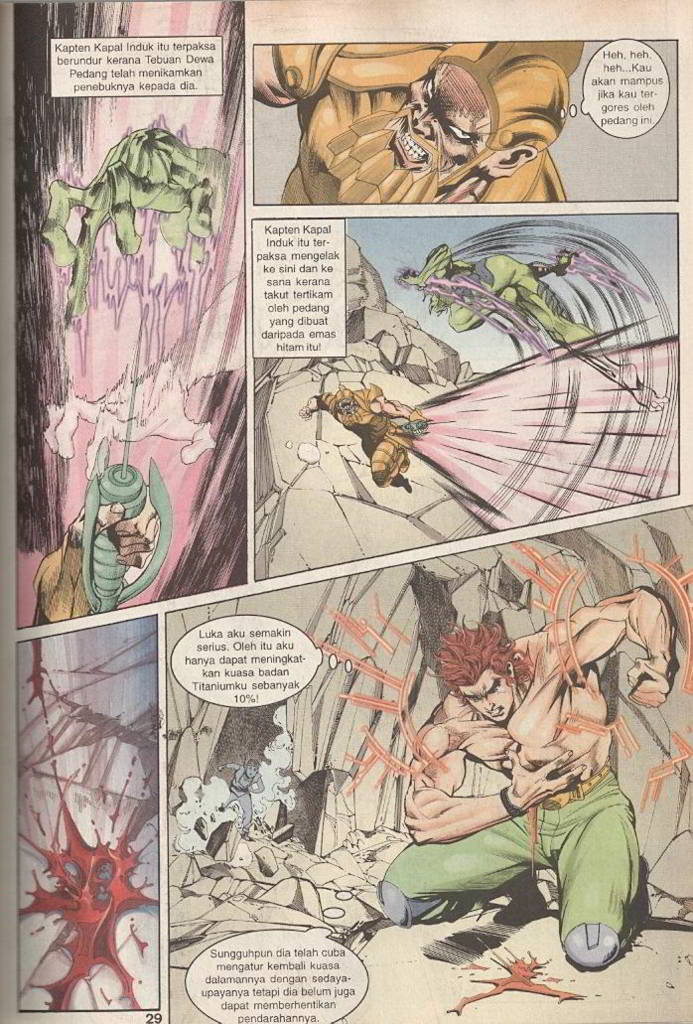 Kapten Kapal Induk itu terpaksa
berundur kerana Tebuan Dewa
Pedang telah menikamkan
penebuknya kepada dia.
Heh, heh,
heh...Kau
akan mampus
jika kau ter-
gores oleh
pedang ini.
Kapten Kapal
Induk itu ter-
paksa mengelak
ke sini dan ke
sana kerana
takut tertikam
oleh pedang
yang dibuat
daripada emas
hitam itu!
Luka aku semakin
serius. Oleh itu aku
hanya dapat meningkat-
kan kuasa badan
Titaniumku sebanyak
10%!
Sungguhpun dia telah cuba
mengatur kembali kuasa
dalamannya dengan sedaya-
upayanya tetapi dia belum juga
dapat memberhentikan
pendarahannya.
29